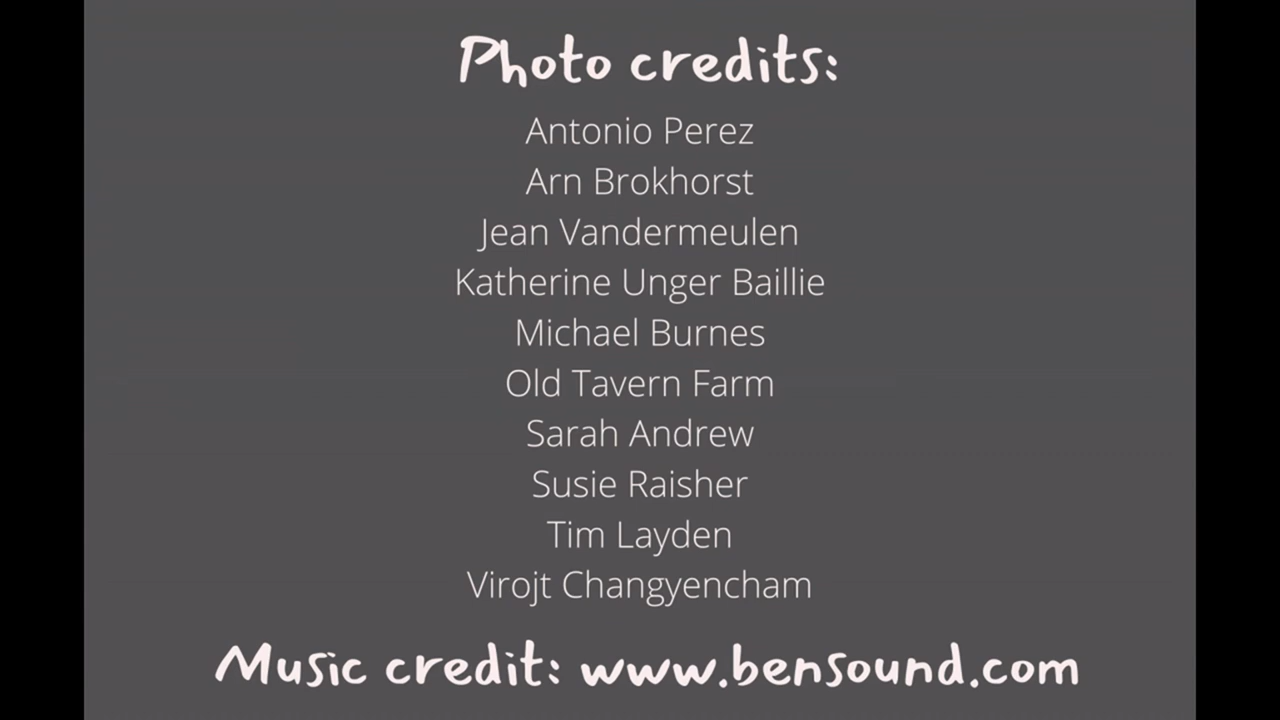 Photo credits:
Antonio Perez
Arn Brokhorst
Jean Vandermeulen
Katherine Unger Baillie
Michael Burnes
Old Tavern Farm
Sarah Andrew
Susie Raisher
Tim Layden
Virojt Changyencham
Music credit: www.bensound.com